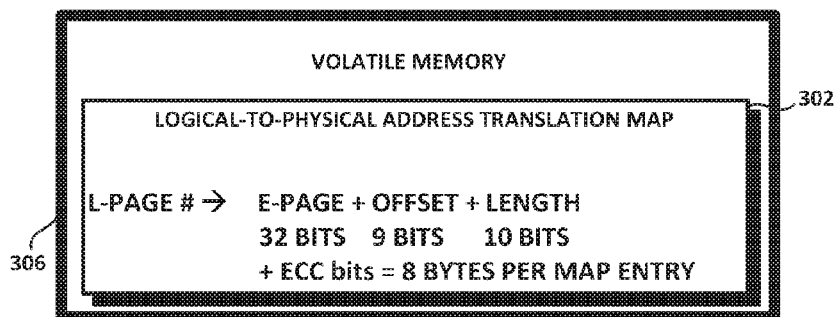 VOLATILE MEMORY
302
LOGICAL-TO-PHYSICAL ADDRESS TRANSLATION MAP
L-PAGE # → E-PAGE + OFFSET + LENGTH
32 BITS 9 BITS 10 BITS
306
+ ECC bits = 8 BYTES PER MAP ENTRY